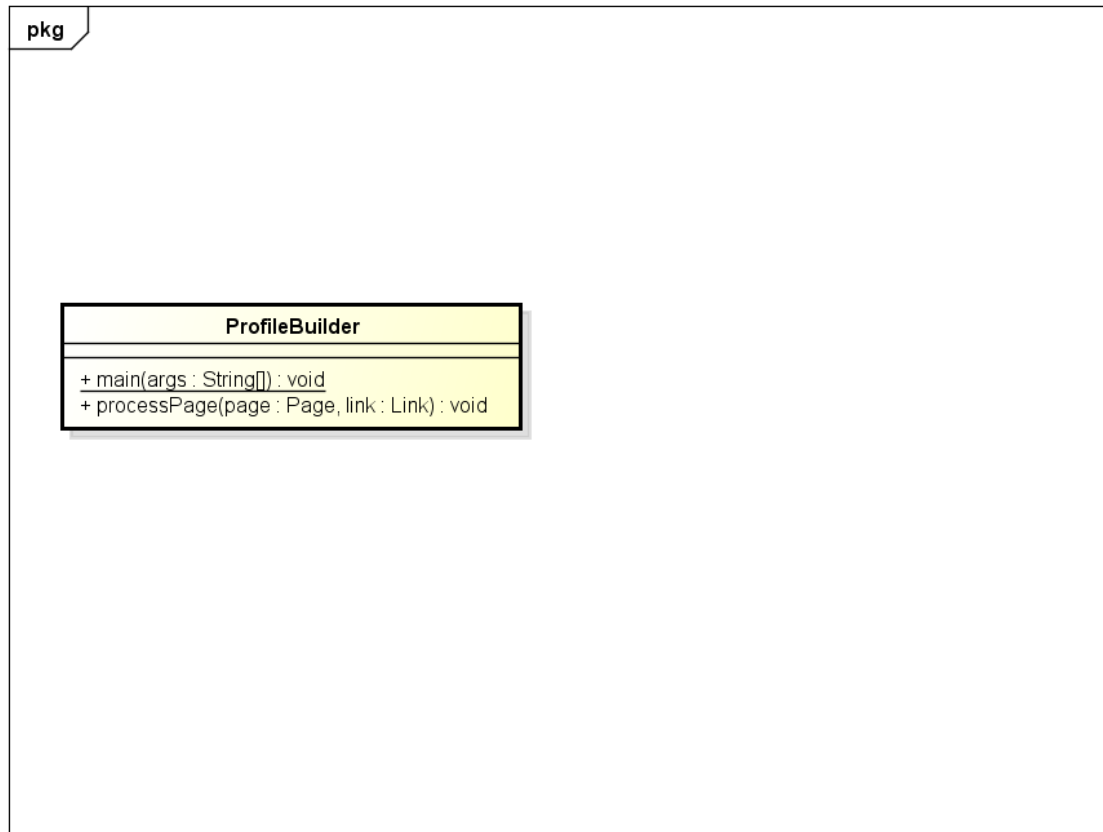 pkg
ProfileBuilder
+ main(args : String[]) : void
+ processPage(page : Page, link : Link) : void